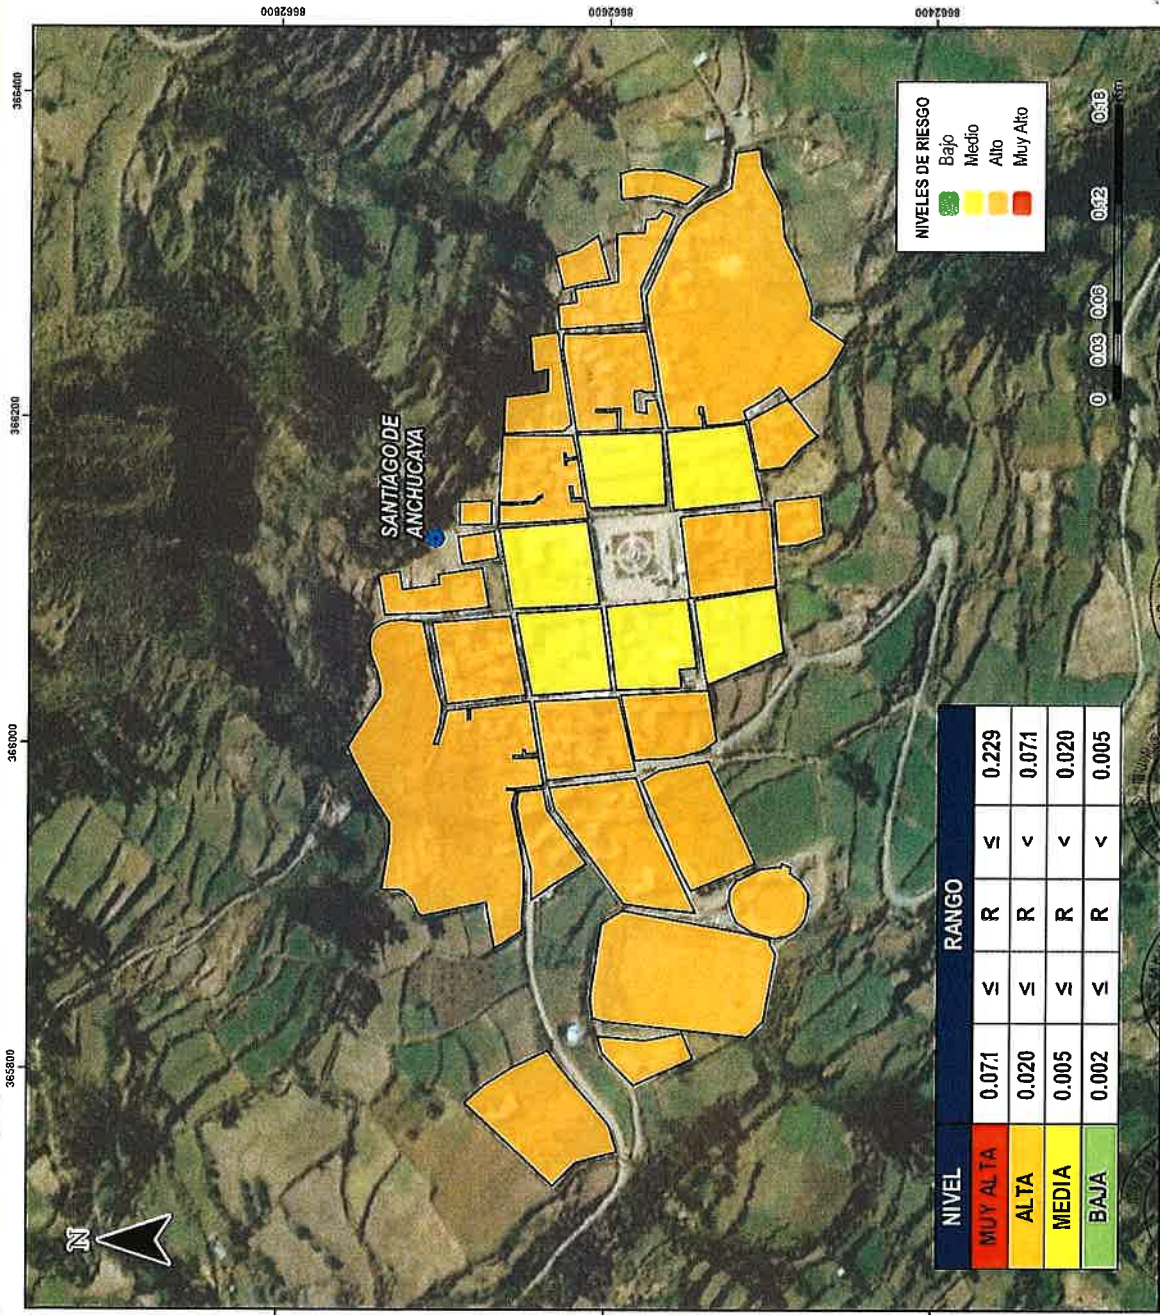 8662800
8662600
8662400
366400
366200
366000
365800
N
SANTIAGO DE
ANCHUCAYA
NIVELES DE RIESGO
Bajo
Medio
Alto
Muy Alto
0 0.03 0.06 0.12 0.18
NIVEL RANGO
MUY ALTA 0.071 ≤ R ≤ 0.229
ALTA 0.020 ≤ R < 0.071
MEDIA 0.005 ≤ R < 0.020
BAJA 0.002 ≤ R < 0.005